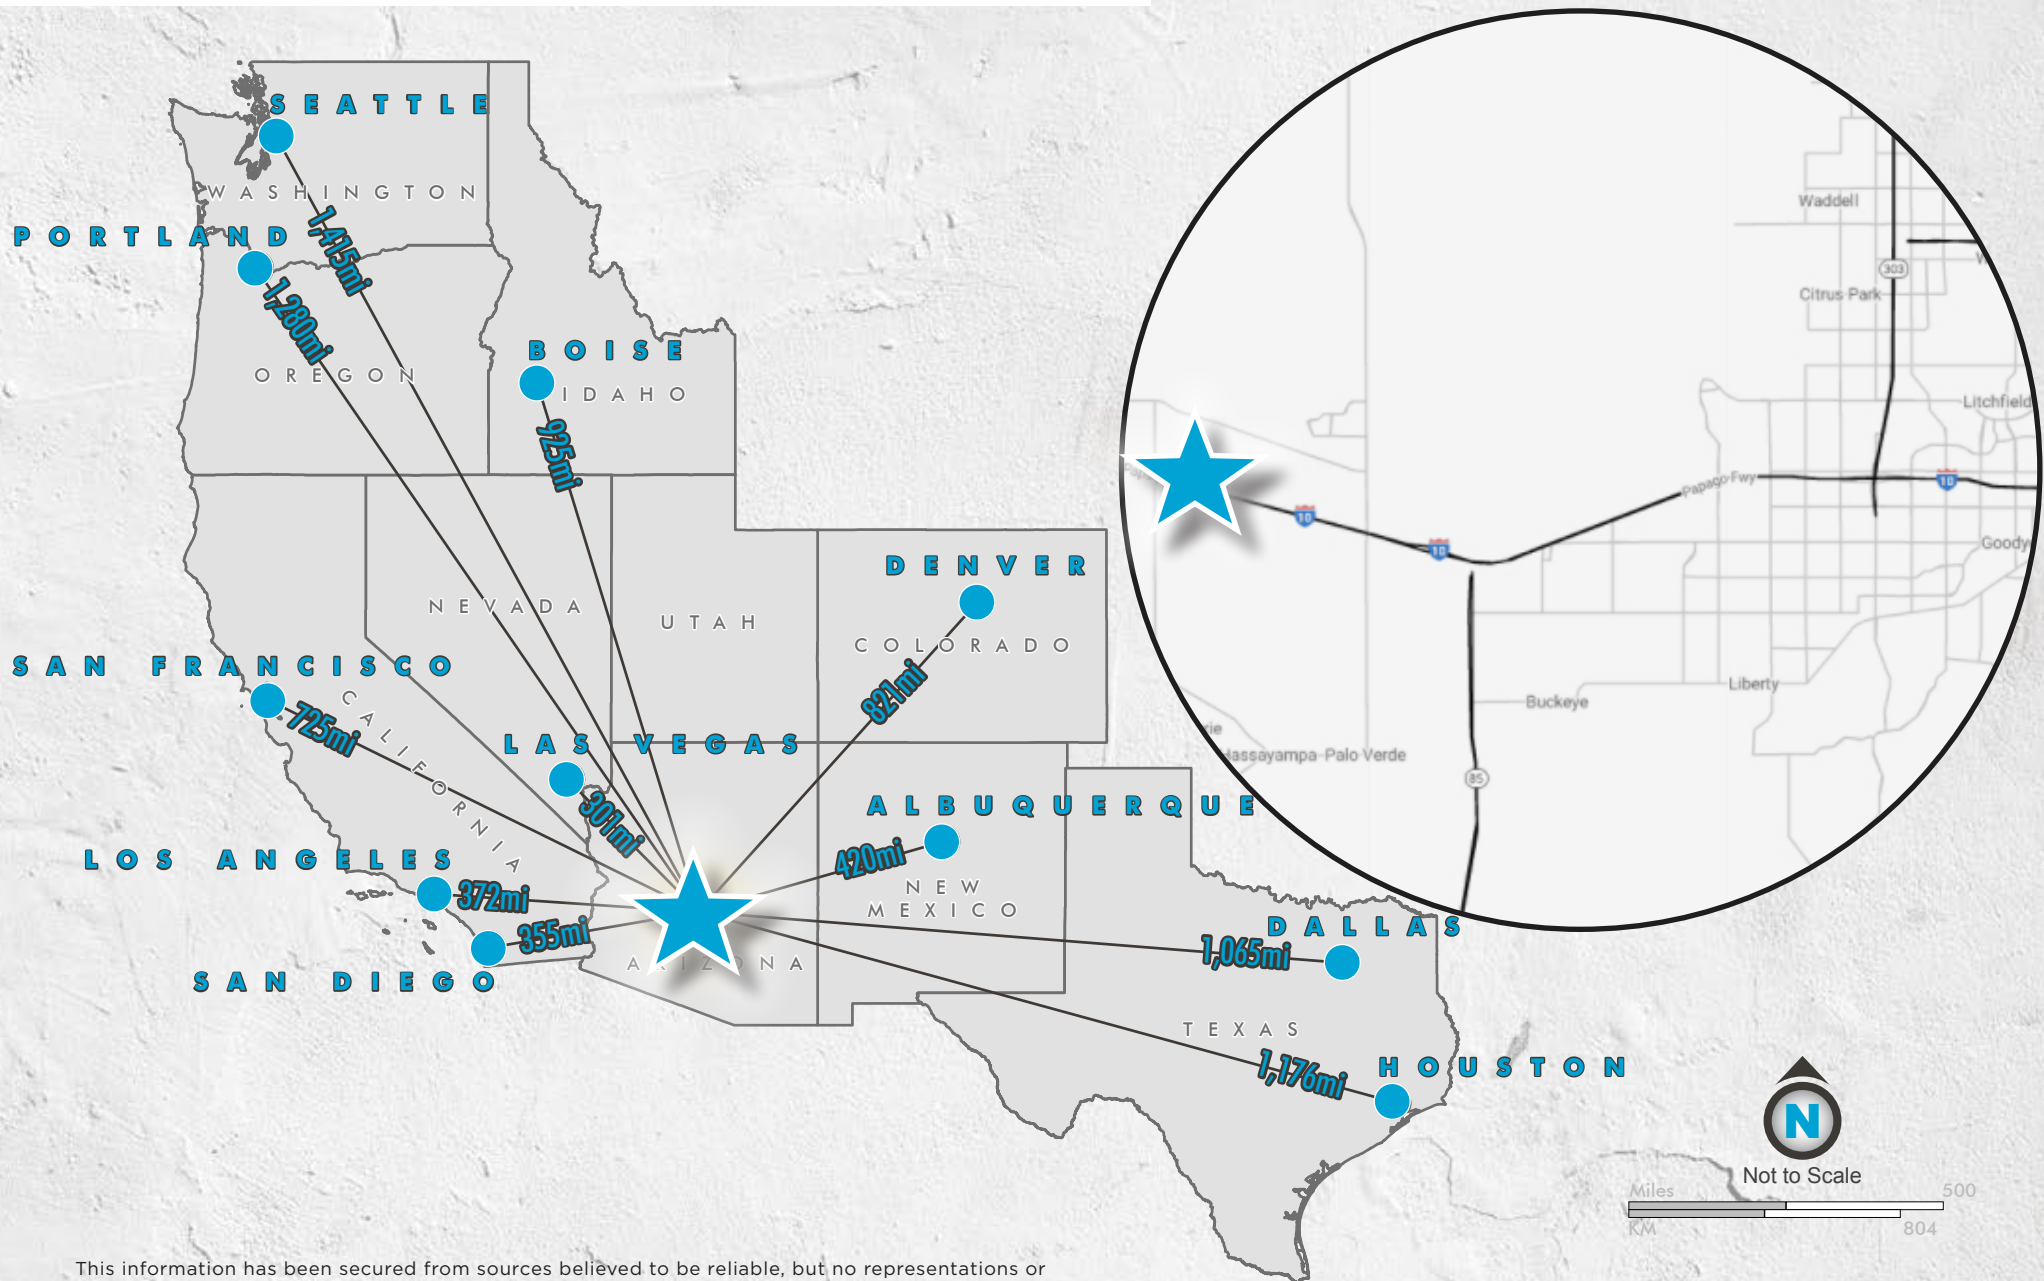 SEATTLE
WASHINGTON
1,415mi
PORTLAND
1,280mi
OREGON
BOISE
IDAHO
925mi
NEVADA
UTAH
DENVER
COLORADO
821mi
SAN FRANCISCO
725mi
CALIFORNIA
LAS VEGAS
301mi
ALBUQUERQUE
420mi
NEW
MEXICO
LOS ANGELES
372mi
355mi
SAN DIEGO
ARIZONA
DALLAS
1,065mi
TEXAS
HOUSTON
1,176mi
Waddell
303
Citrus Park
Litchfield
Papago Fwy
10
10
10
Goody
Liberty
Buckeye
rie
Hassayampa-Palo Verde
85
N
Not to Scale
Miles
500
KM
804
This information has been secured from sources believed to be reliable, but no representations or